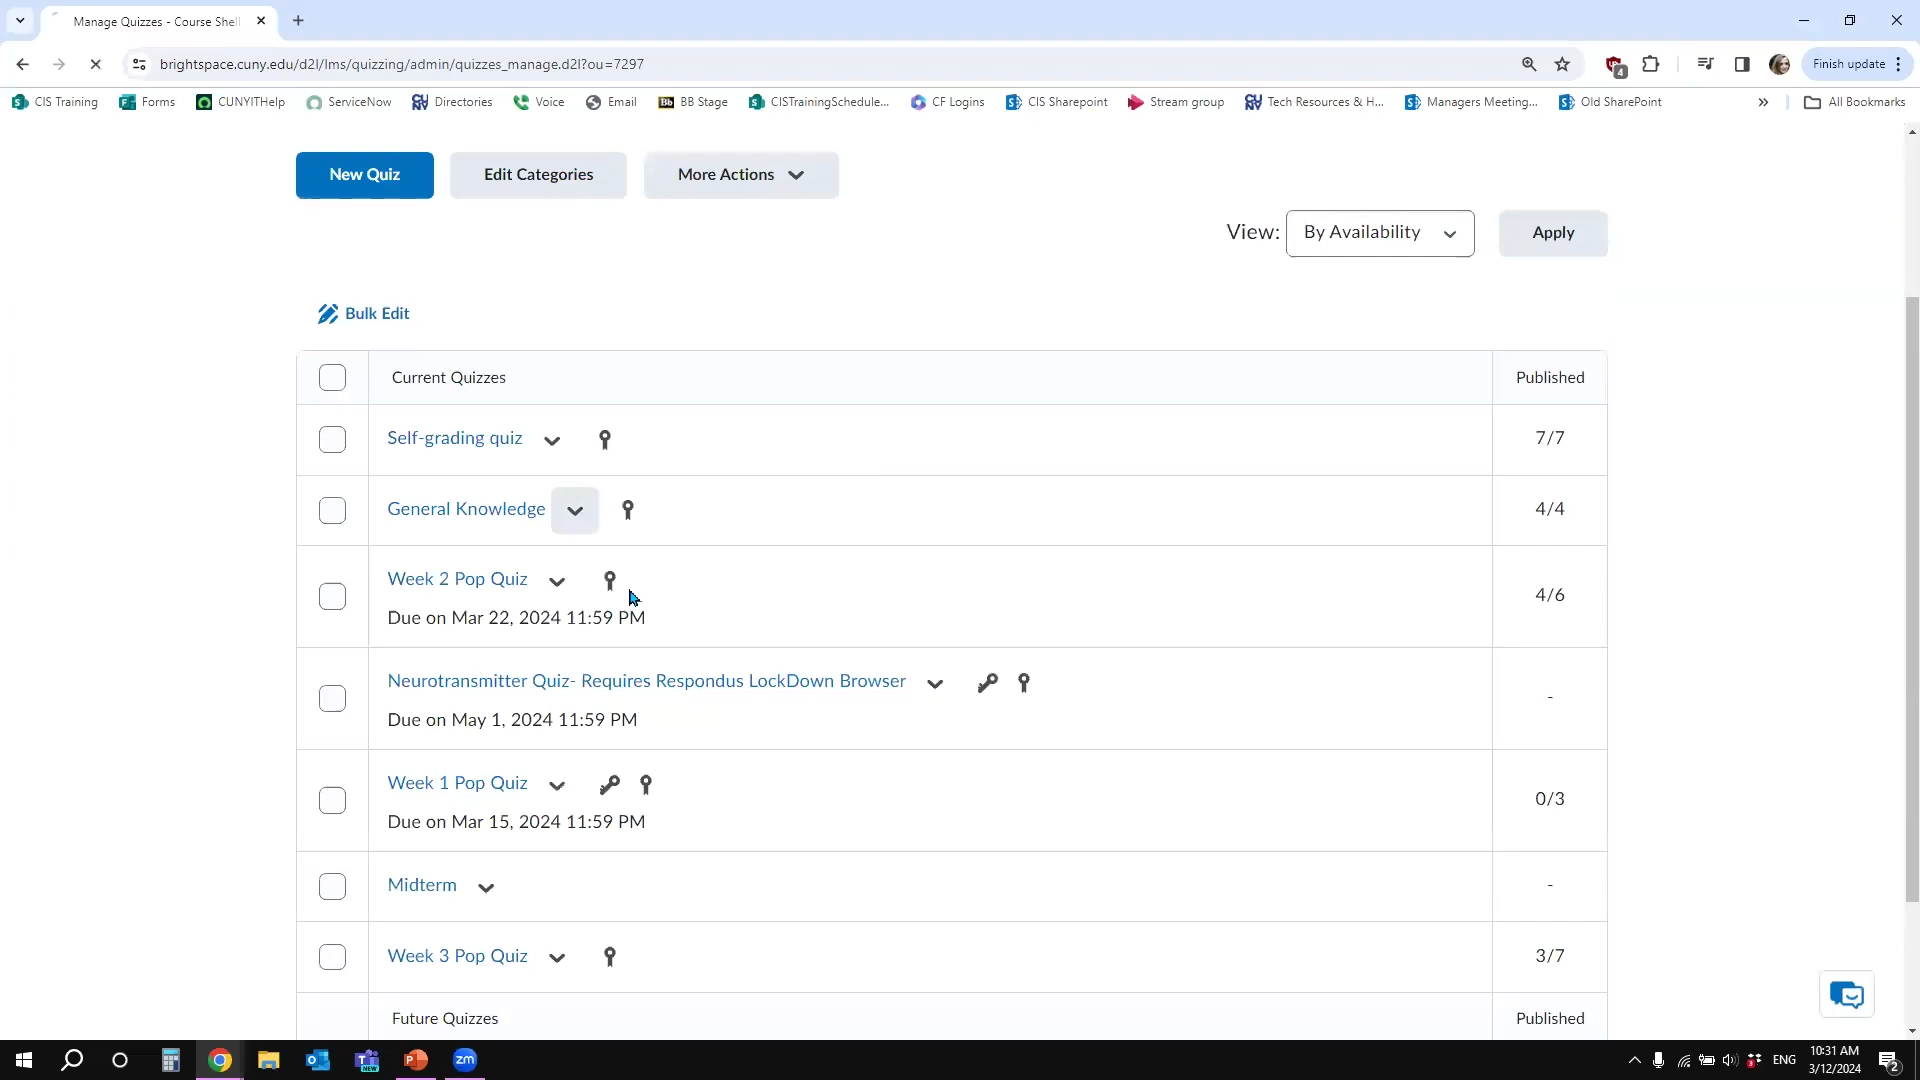 Manage Quizzes - Course Shell
brightspace.cuny.edu/d2l/lms/quizzing/admin/quizzes_manage.d2l?ou=7297
4
Finish update
CIS Training
Forms
CUNYITHelp
ServiceNow
Directories
Voice
Email
Bb
BB Stage
CISTrainingSchedule...
CF Logins
CIS Sharepoint
Stream group
Tech Resources & H...
Managers Meeting...
Old SharePoint
All Bookmarks
New Quiz
Edit Categories
More Actions
View:
By Availability
Apply
Bulk Edit
Current Quizzes
Published
Self-grading quiz
7/7
General Knowledge
4/4
Week 2 Pop Quiz
Due on Mar 22, 2024 11:59 PM
4/6
Neurotransmitter Quiz- Requires Respondus LockDown Browser
Due on May 1, 2024 11:59 PM
-
Week 1 Pop Quiz
Due on Mar 15, 2024 11:59 PM
0/3
Midterm
-
Week 3 Pop Quiz
3/7
Future Quizzes
Published
NEW
zm
ENG
10:31 AM
3/12/2024
2